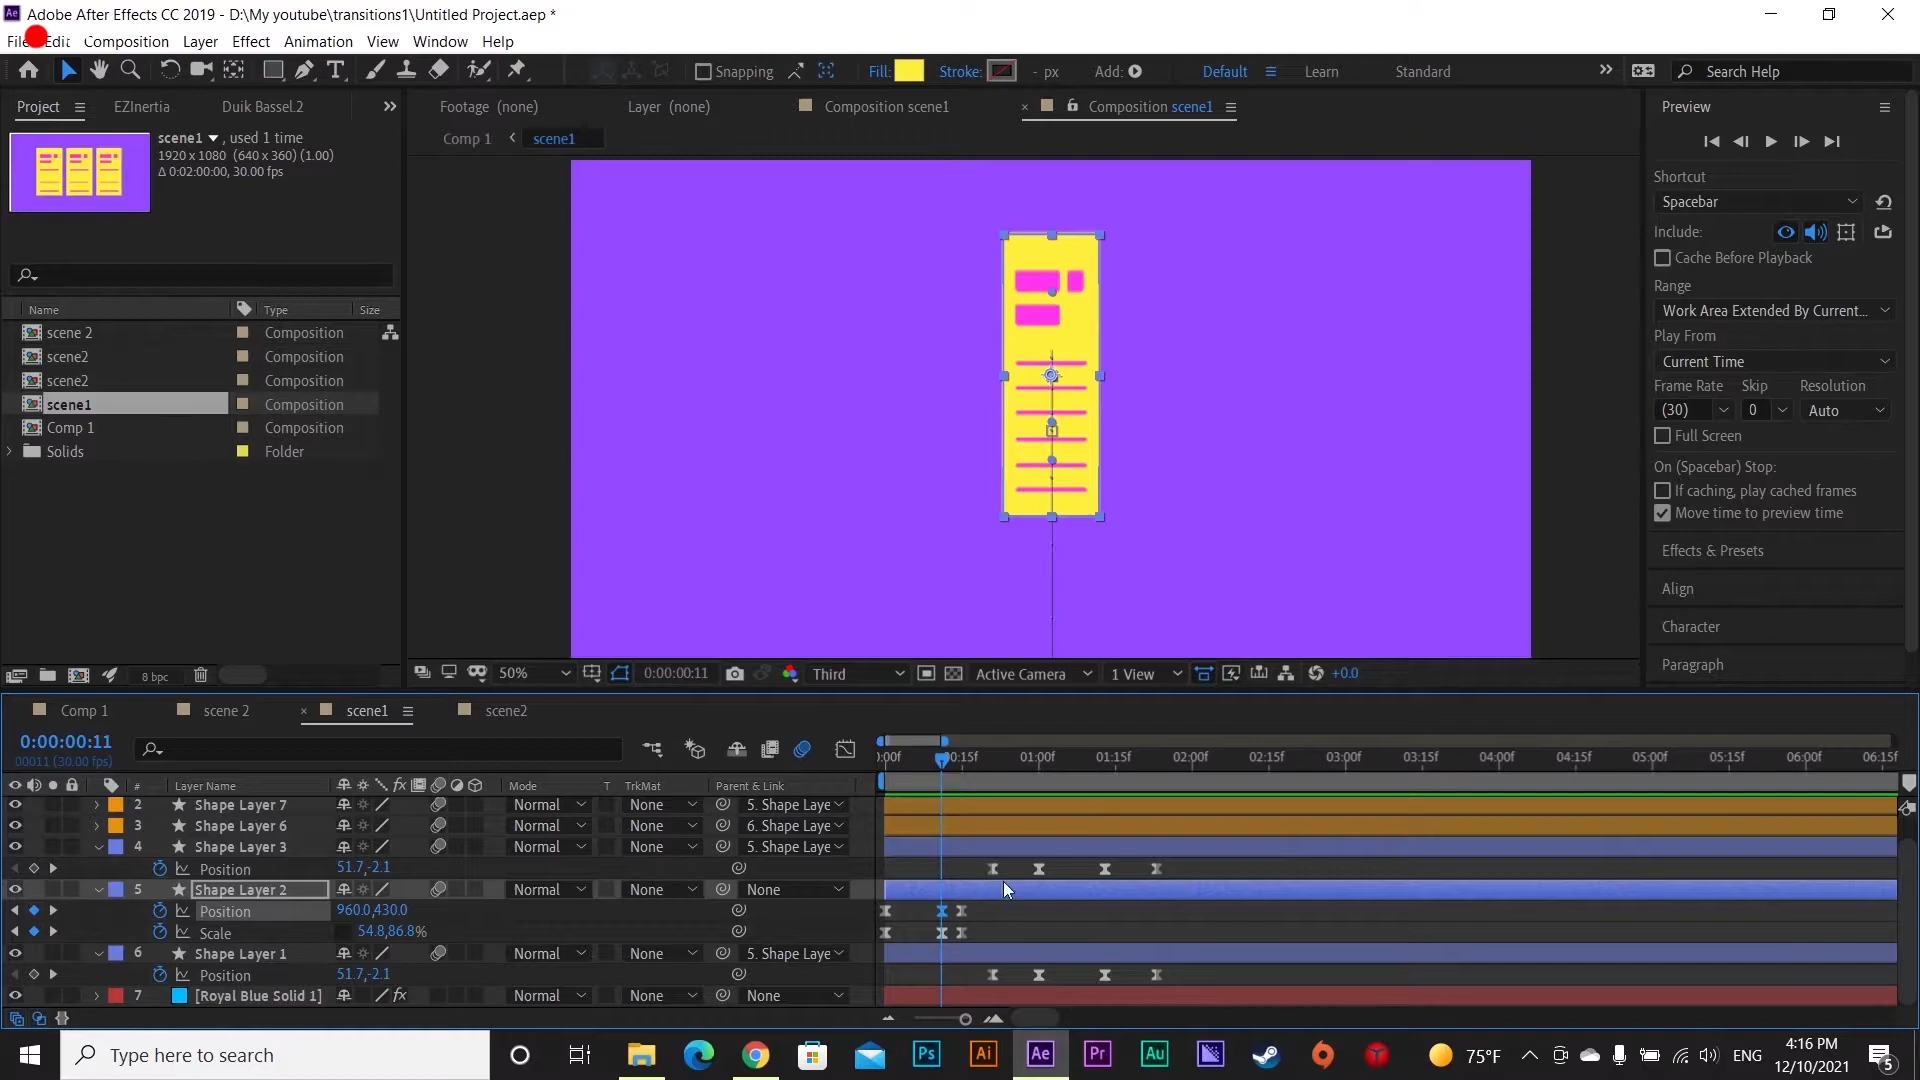 Adobe After Effects CC 2019 - D:\My youtube\transitions1\Untitled Project.aep *
File Edit Composition Layer Effect Animation View Window Help
Snapping Fill: Stroke: - px Add: Default Learn Standard Search Help
Project EZInertia Duik Bassel.2 Footage (none) Layer (none) Composition scene1 Composition scene1 Preview
Comp 1 scene1
scene1 , used 1 time
1920 x 1080 (640 x 360) (1.00)
Δ 0:02:00:00, 30.00 fps
Name Type Size
scene 2 Composition
scene2 Composition
scene2 Composition
scene1 Composition
Comp 1 Composition
Solids Folder
8 bpc
50% 0:00:00:11 Third Active Camera 1 View +0.0
Shortcut
Spacebar
Include:
Cache Before Playback
Range
Work Area Extended By Current...
Play From
Current Time
Frame Rate Skip Resolution
(30) 0 Auto
Full Screen
On (Spacebar) Stop:
If caching, play cached frames
Move time to preview time
Effects & Presets
Align
Character
Paragraph
Comp 1 scene 2 scene1 scene2
0:00:00:11
00011 (30.00 fps)
):00f 00:15f 01:00f 01:15f 02:00f 02:15f 03:00f 03:15f 04:00f 04:15f 05:00f 05:15f 06:00f 06:15f
# Layer Name Mode T TrkMat Parent & Link
2 Shape Layer 7 Normal None 5. Shape Laye
3 Shape Layer 6 Normal None 6. Shape Laye
4 Shape Layer 3 Normal None 5. Shape Laye
Position 51.7,-2.1
5 Shape Layer 2 Normal None None
Position 960.0,430.0
Scale 54.8,86.8%
6 Shape Layer 1 Normal None 5. Shape Laye
Position 51.7,-2.1
7 [Royal Blue Solid 1] Normal None None
Type here to search Ps Ai Ae Pr Au 75°F ENG 4:16 PM
12/10/2021 5